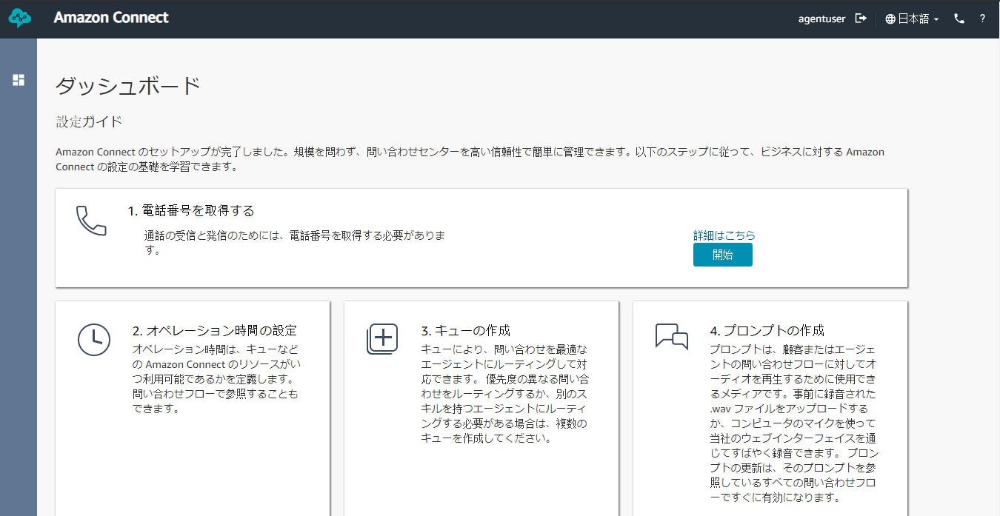 Amazon Connect
agentuser
日本語
?
ダッシュボード
設定ガイド
Amazon Connect のセットアップが完了しました。規模を問わず、問い合わせセンターを高い信頼性で簡単に管理できます。以下のステップに従って、ビジネスに対する Amazon
Connect の設定の基礎を学習できます。
1. 電話番号を取得する
通話の受信と発信のためには、電話番号を取得する必要がありま
す。
詳細はこちら
開始
2. オペレーション時間の設定
オペレーション時間は、キューなど
の Amazon Connect のリソースがい
つ利用可能であるかを定義します。
問い合わせフローで参照することも
できます。
3. キューの作成
キューにより、問い合わせを最適な
エージェントにルーティングして対
応できます。 優先度の異なる問い合
わせをルーティングするか、別のス
キルを持つエージェントにルーティ
ングする必要がある場合は、複数の
キューを作成してください。
4. プロンプトの作成
プロンプトは、顧客またはエージェ
ントの問い合わせフローに対してオ
ーディオを再生するために使用でき
るメディアです。事前に録音された
.wav ファイルをアップロードする
か、コンピュータのマイクを使って
当社のウェブインターフェイスを通
じてすばやく録音できます。 プロン
プトの更新は、そのプロンプトを参
照しているすべての問い合わせフロ
ーですぐに有効になります。